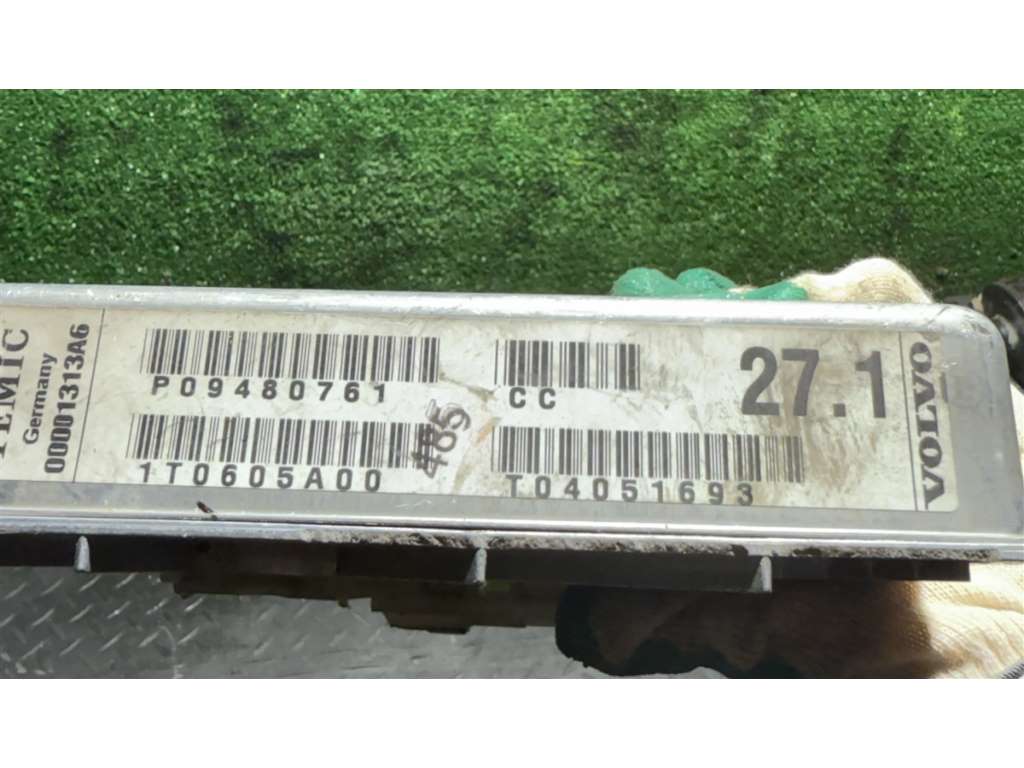 TEMIC
Germany
00001313A6
P09480761
CC
27.1
1T0605A00
485
T04051693
VOLVO